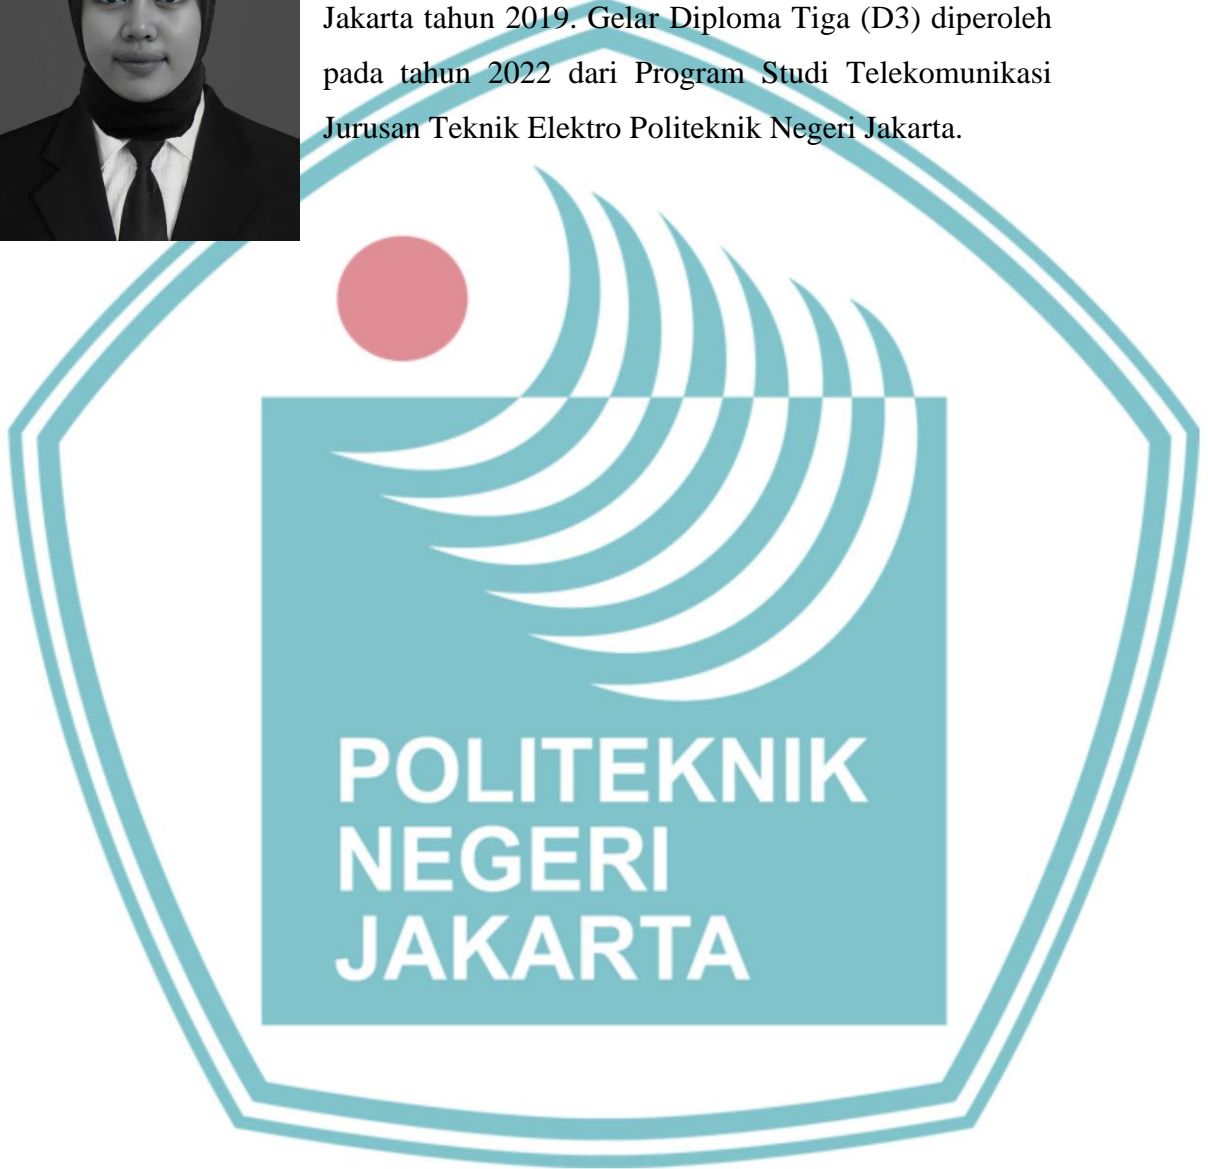 Jakarta tahun 2019. Gelar Diploma Tiga (D3) diperoleh
pada tahun 2022 dari Program Studi Telekomunikasi
Jurusan Teknik Elektro Politeknik Negeri Jakarta.
POLITEKNIK
NEGERI
JAKARTA